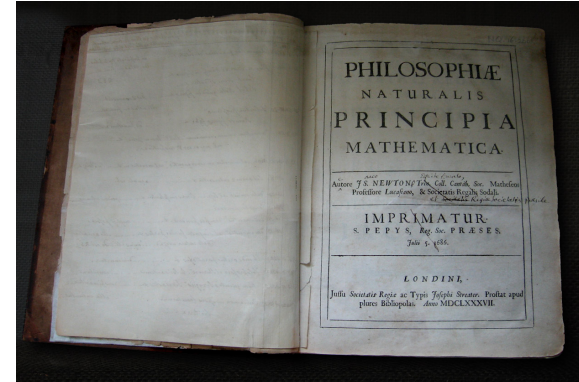 PHILOSOPHIÆ
NATURALIS
PRINCIPIA
MATHEMATICA.
Autore JS. NEWTON, Trin. Coll. Cantab. Soc. Matheseos
Professore Lucasiano, & Societatis Regalis Sodali.
IMPRIMATUR.
S. PEPYS, Reg. Soc. PRÆSES.
Julii 5. 1686.
LONDINI,
Jussu Societatis Regiæ ac Typis Josephi Streater. Prostat apud
plures Bibliopolas. Anno MDCLXXXVII.